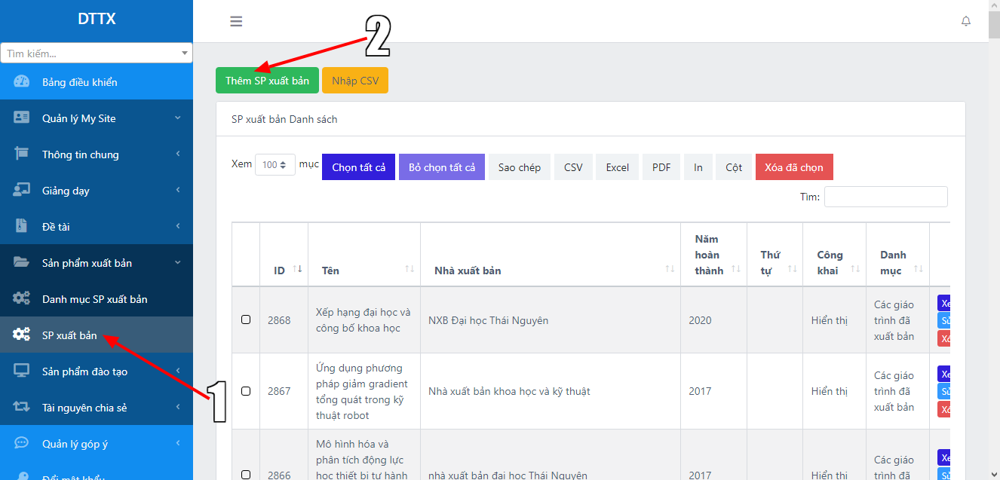 DTTX
Tìm kiếm...
Bảng điều khiển
Quản lý My Site
Thông tin chung
Giảng dạy
Đề tài
Sản phẩm xuất bản
Danh mục SP xuất bản
SP xuất bản
Sản phẩm đào tạo
Tài nguyên chia sẻ
Quản lý góp ý
Đổi mật khẩu
1
2
Thêm SP xuất bản Nhập CSV
SP xuất bản Danh sách
Xem 100 mục Chọn tất cả Bỏ chọn tất cả Sao chép CSV Excel PDF In Cột Xóa đã chọn
Tìm:
ID Tên Nhà xuất bản Năm hoàn thành Thứ tự Công khai Danh mục
2868 Xếp hạng đại học và công bố khoa học NXB Đại học Thái Nguyên 2020 Hiển thị Các giáo trình đã xuất bản
2867 Ứng dụng phương pháp giảm gradient tổng quát trong kỹ thuật robot Nhà xuất bản khoa học và kỹ thuật 2017 Hiển thị Các giáo trình đã xuất bản
2866 Mô hình hóa và phân tích động lực học thiết bị tự hành nhà xuất bản đại học Thái Nguyên 2017 Hiển thị Các giáo trình đã